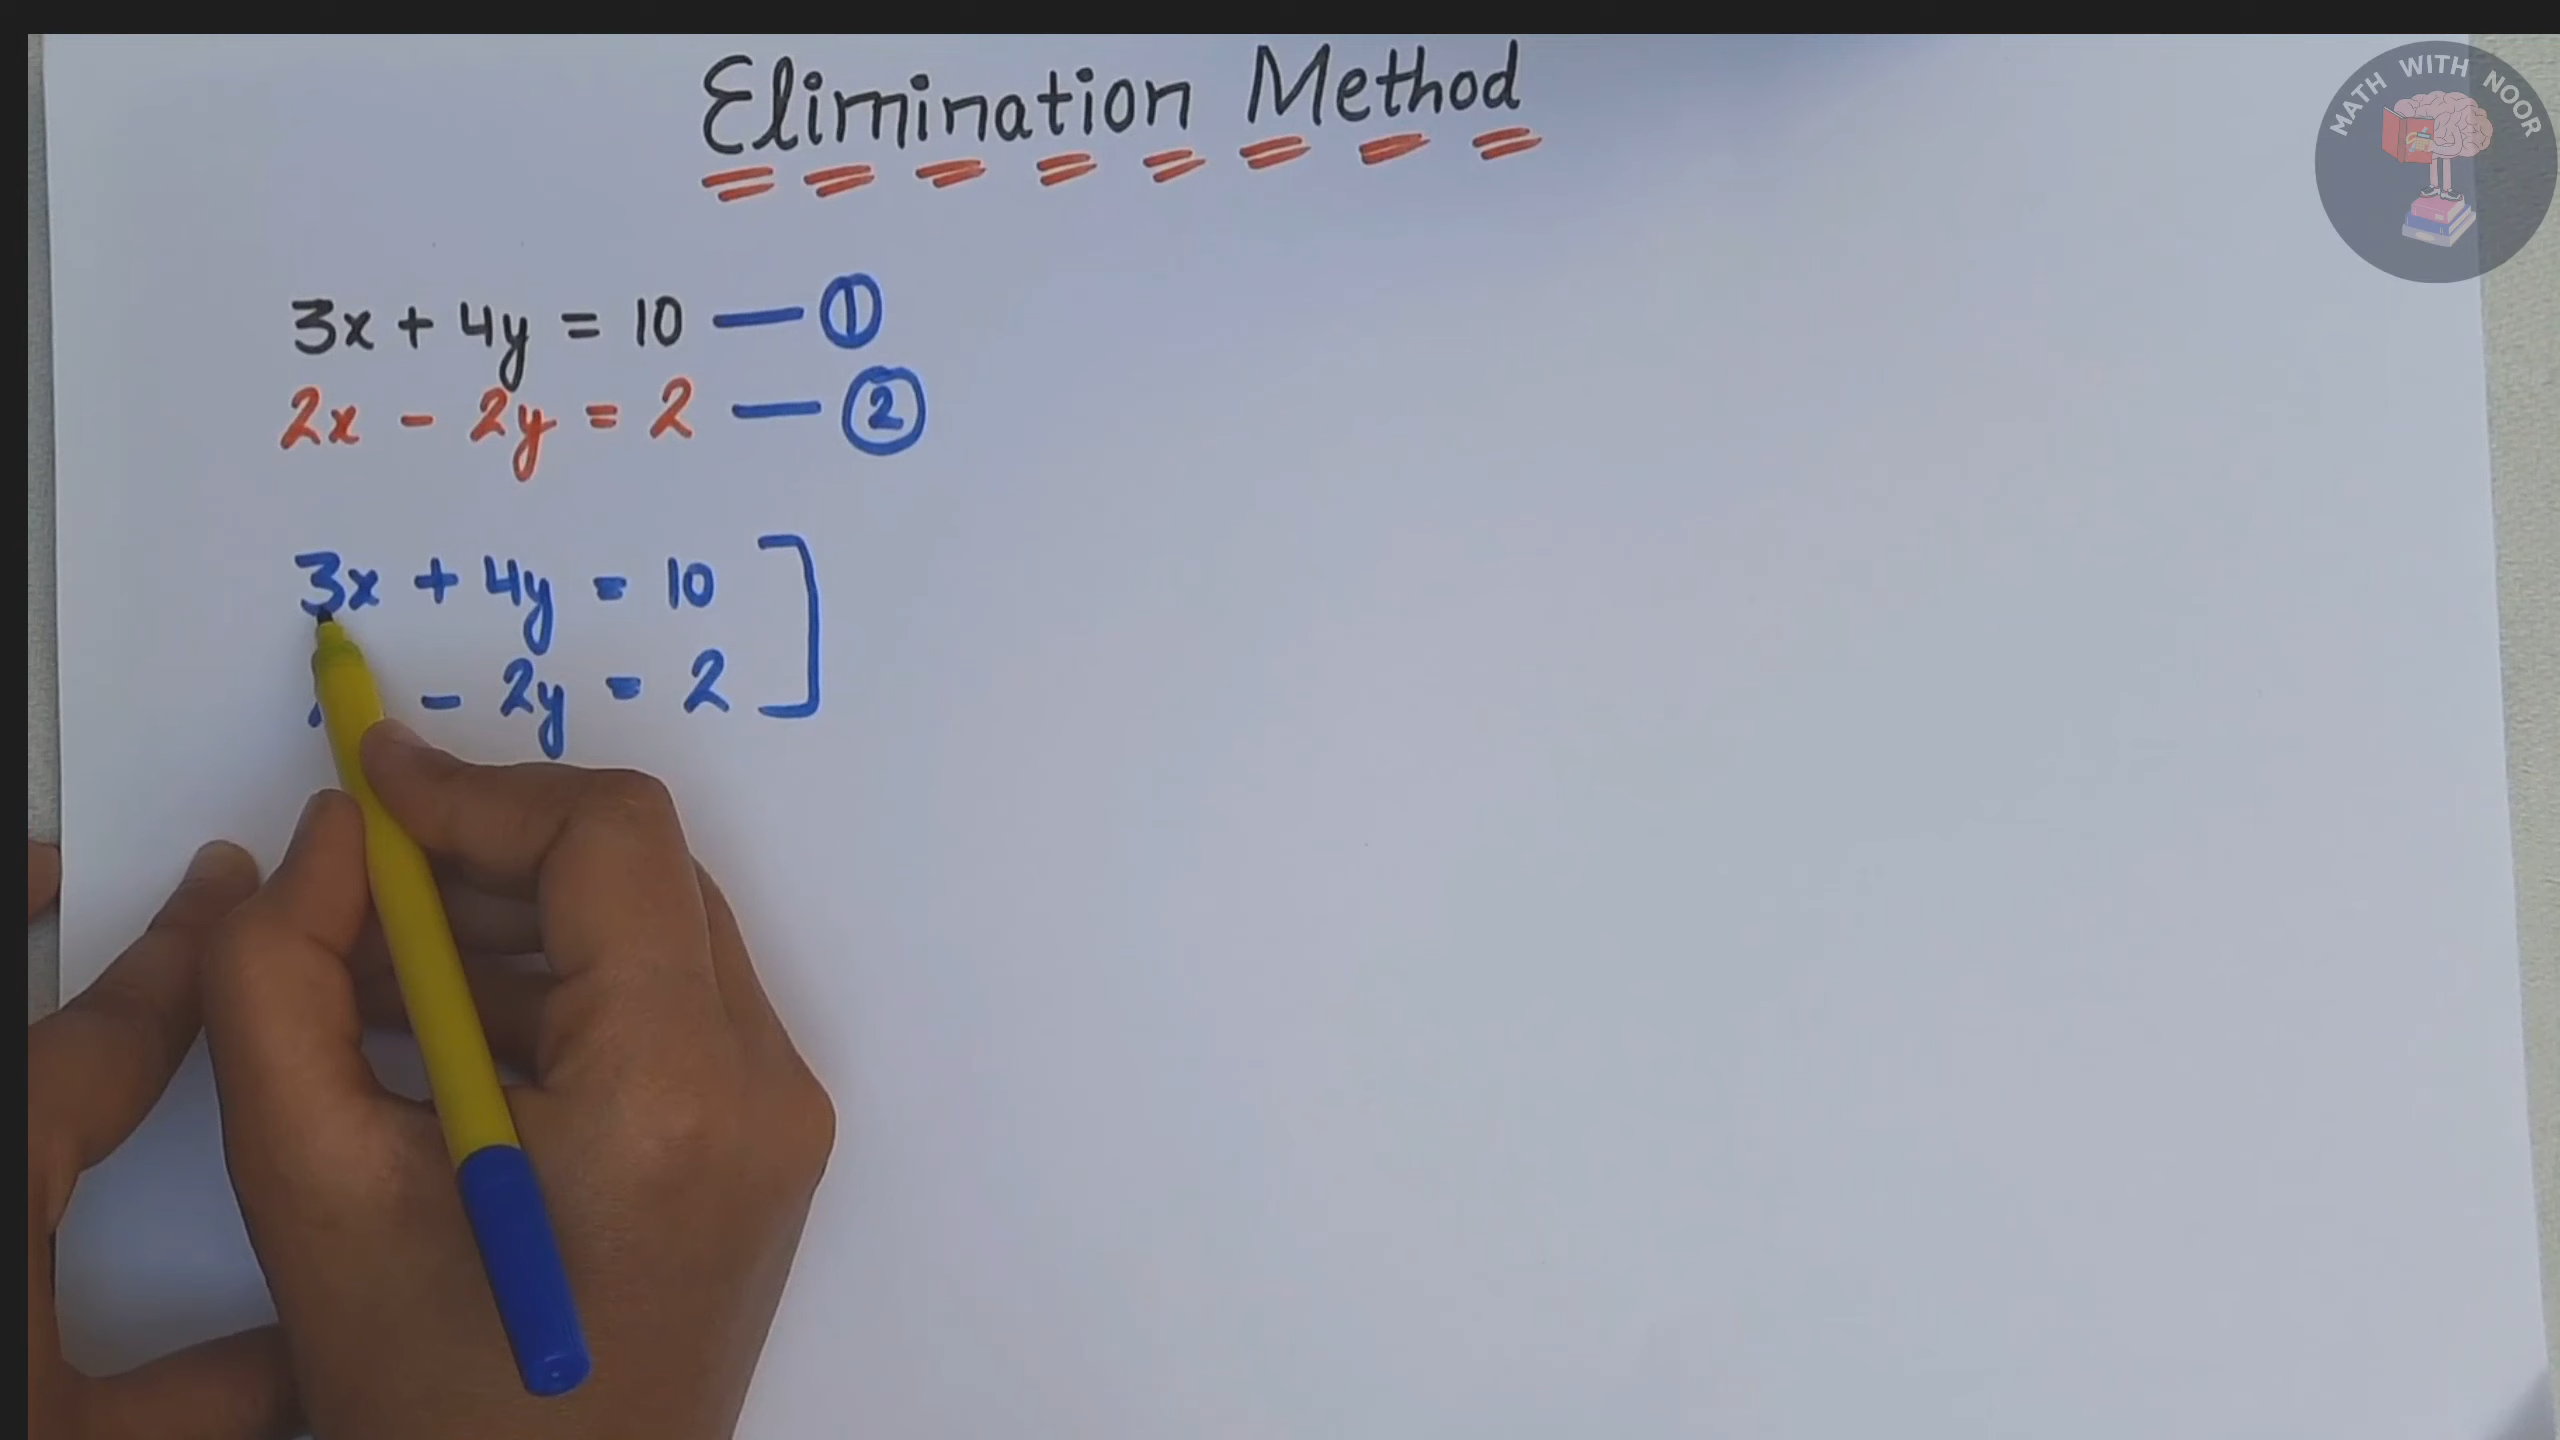 Elimination Method
MATH WITH NOOR
3x + 4y = 10 — ①
2x - 2y = 2 — ②
3x + 4y = 10
- 2y = 2